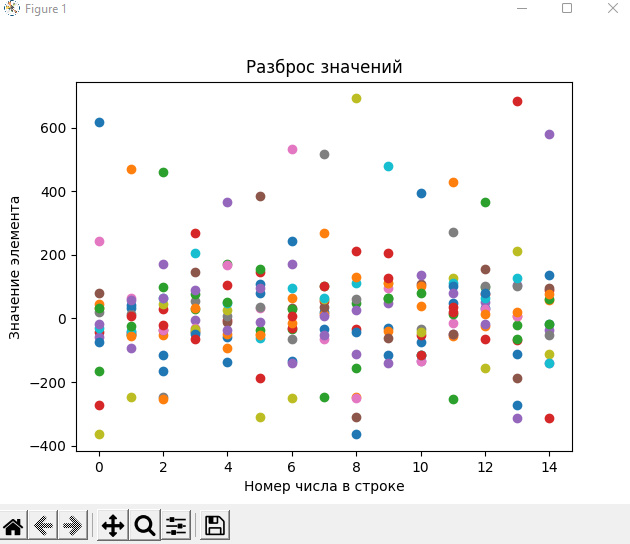 Figure 1
Разброс значений
600
400
200
0
−200
−400
Значение элемента
0 2 4 6 8 10 12 14
Номер числа в строке